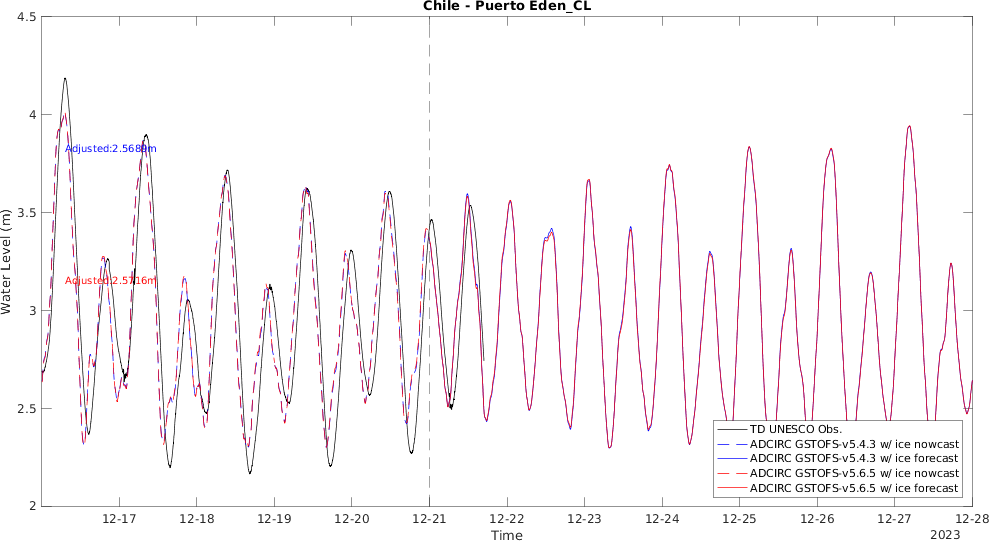 Chile - Puerto Eden_CL
Water Level (m)
4.5
4
3.5
3
2.5
2
Adjusted:2.5689m
Adjusted:2.5716m
TD UNESCO Obs.
ADCIRC GSTOFS-v5.4.3 w/ ice nowcast
ADCIRC GSTOFS-v5.4.3 w/ ice forecast
ADCIRC GSTOFS-v5.6.5 w/ ice nowcast
ADCIRC GSTOFS-v5.6.5 w/ ice forecast
12-17 12-18 12-19 12-20 12-21 12-22 12-23 12-24 12-25 12-26 12-27 12-28
Time
2023